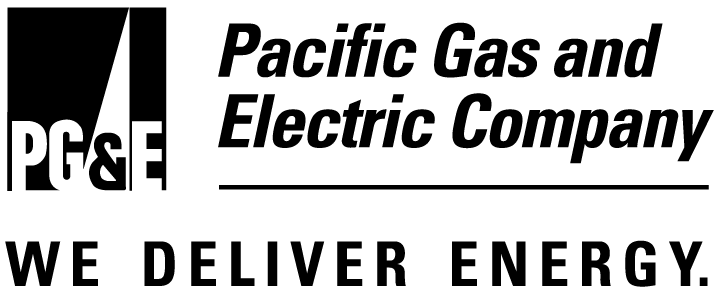 PG&E
Pacific Gas and
Electric Company
WE DELIVER ENERGY.